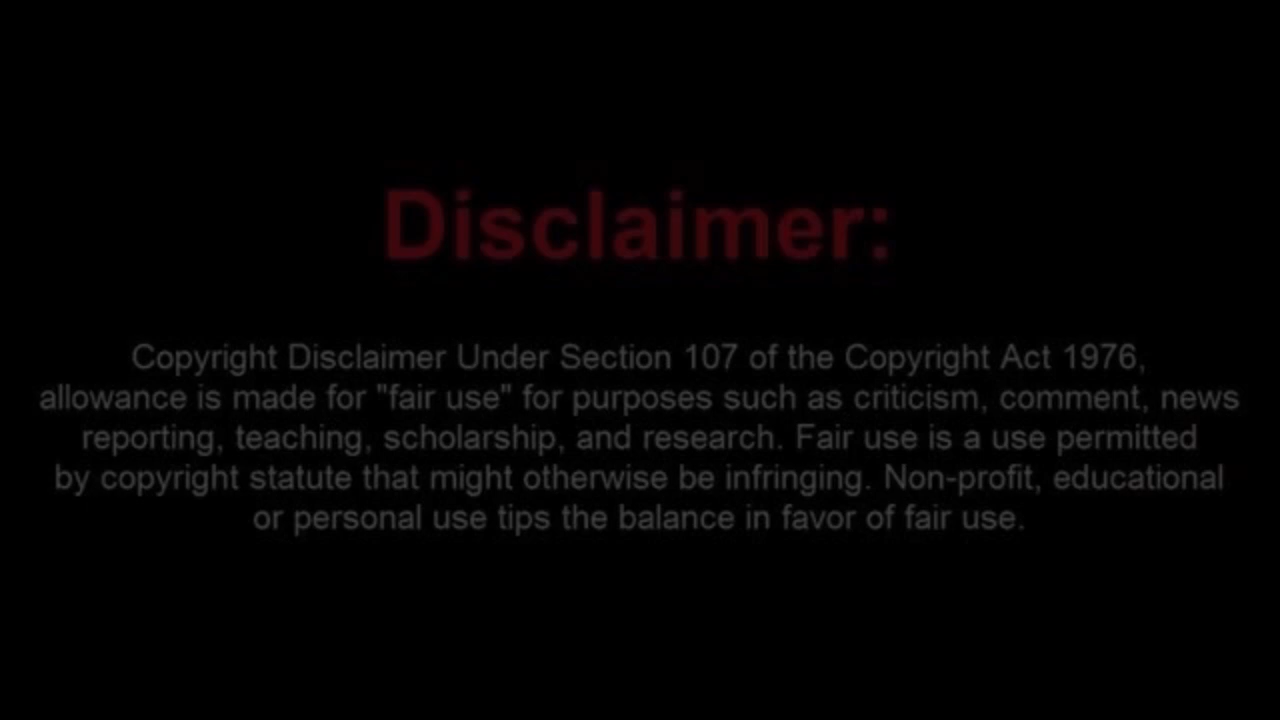 Disclaimer:
Copyright Disclaimer Under Section 107 of the Copyright Act 1976,
allowance is made for "fair use" for purposes such as criticism, comment, news
reporting, teaching, scholarship, and research. Fair use is a use permitted
by copyright statute that might otherwise be infringing. Non-profit, educational
or personal use tips the balance in favor of fair use.